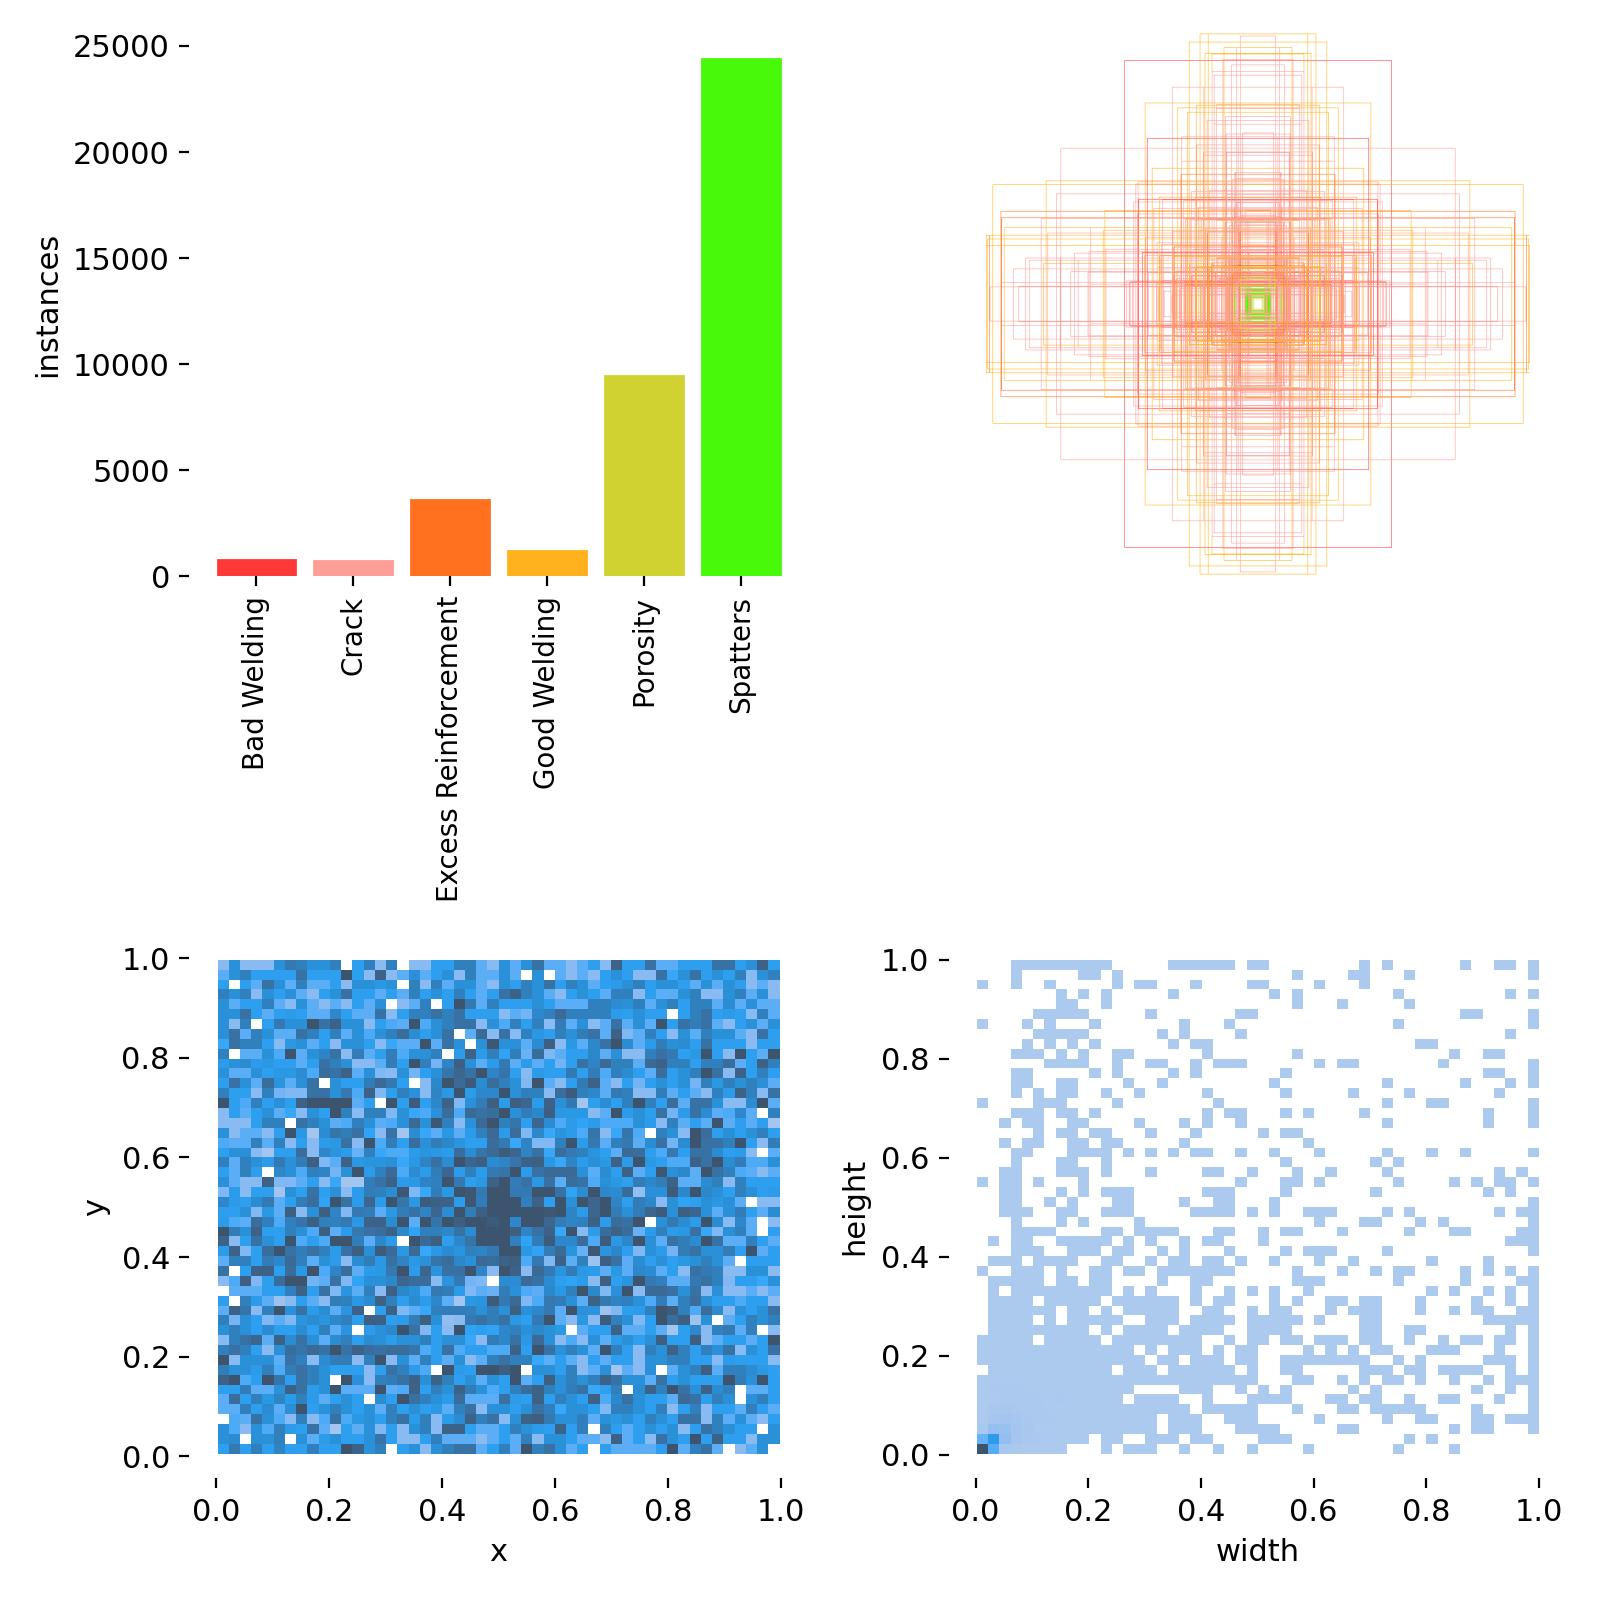 25000
20000
15000
10000
5000
0
instances
Bad Welding
Crack
Excess Reinforcement
Good Welding
Porosity
Spatters
1.0
0.8
0.6
0.4
0.2
0.0
y
0.0 0.2 0.4 0.6 0.8 1.0
x
1.0
0.8
0.6
0.4
0.2
0.0
height
0.0 0.2 0.4 0.6 0.8 1.0
width